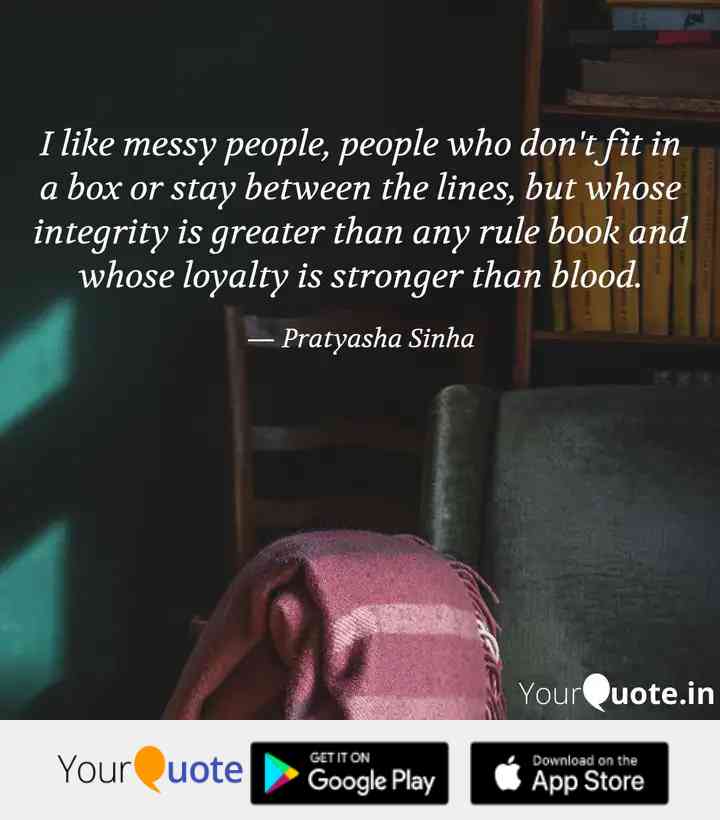 I like messy people, people who don't fit in
a box or stay between the lines, but whose
integrity is greater than any rule book and
whose loyalty is stronger than blood.
— Pratyasha Sinha
YourQuote.in
YourQuote
GET IT ON
Google Play
Download on the
App Store